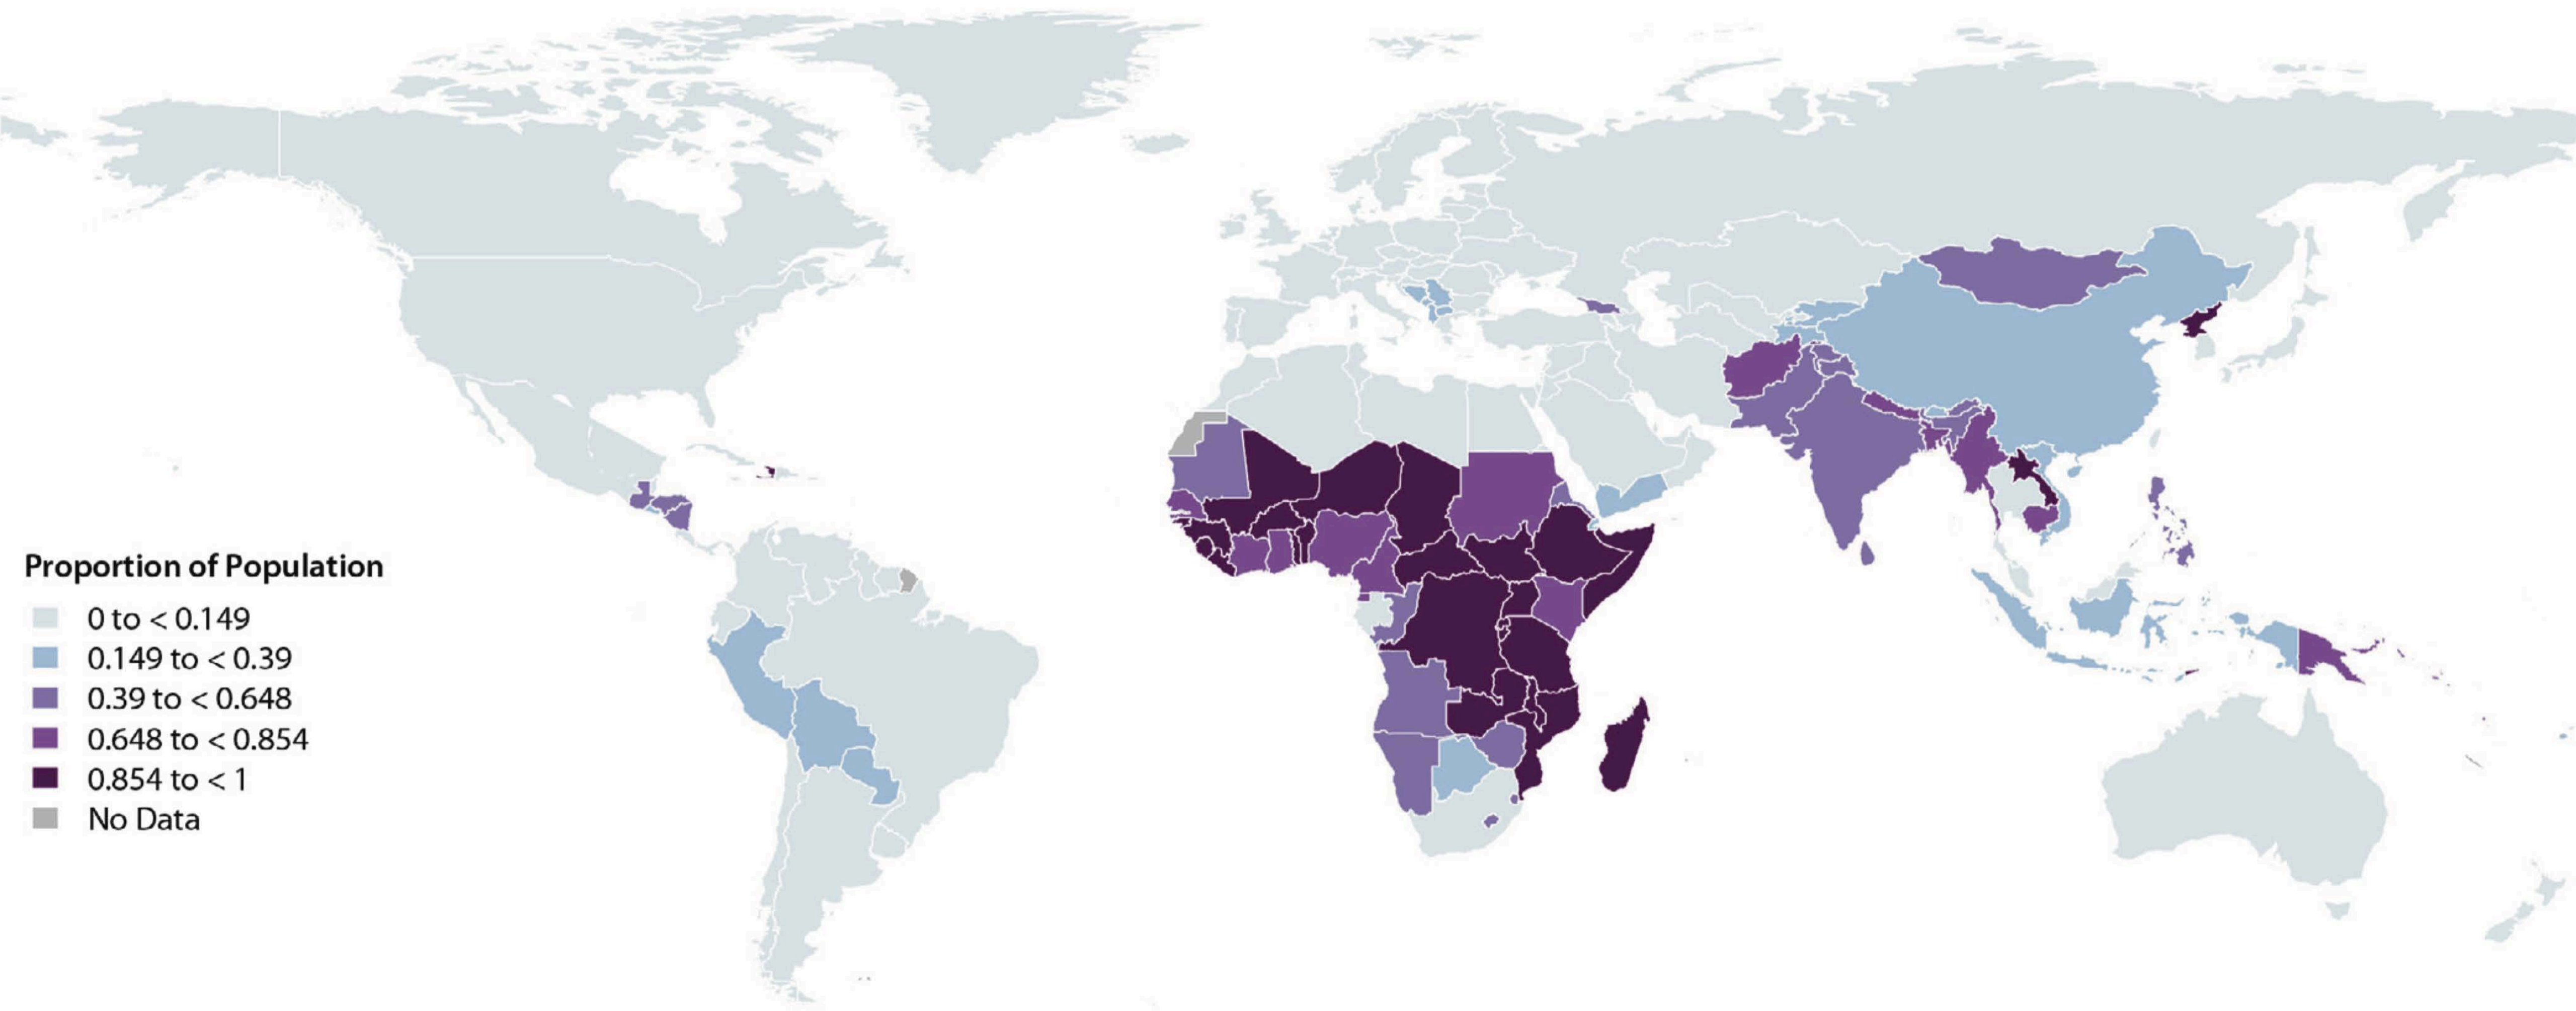 Proportion of Population
0 to < 0.149
0.149 to < 0.39
0.39 to < 0.648
0.648 to < 0.854
0.854 to < 1
No Data